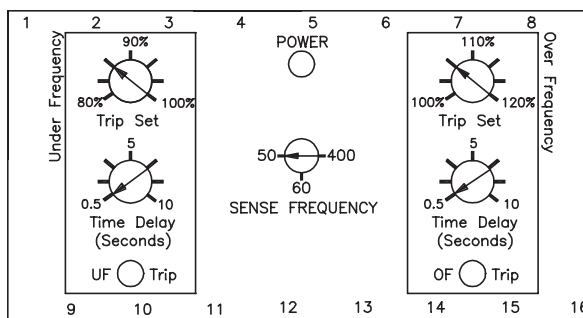 1 2 3 4 5 6 7 8
Under Frequency
90%
80% 100%
Trip Set
5
0.5 10
Time Delay
(Seconds)
UF Trip
POWER
50 400
60
SENSE FREQUENCY
Over Frequency
110%
100% 120%
Trip Set
5
0.5 10
Time Delay
(Seconds)
OF Trip
9 10 11 12 13 14 15 16